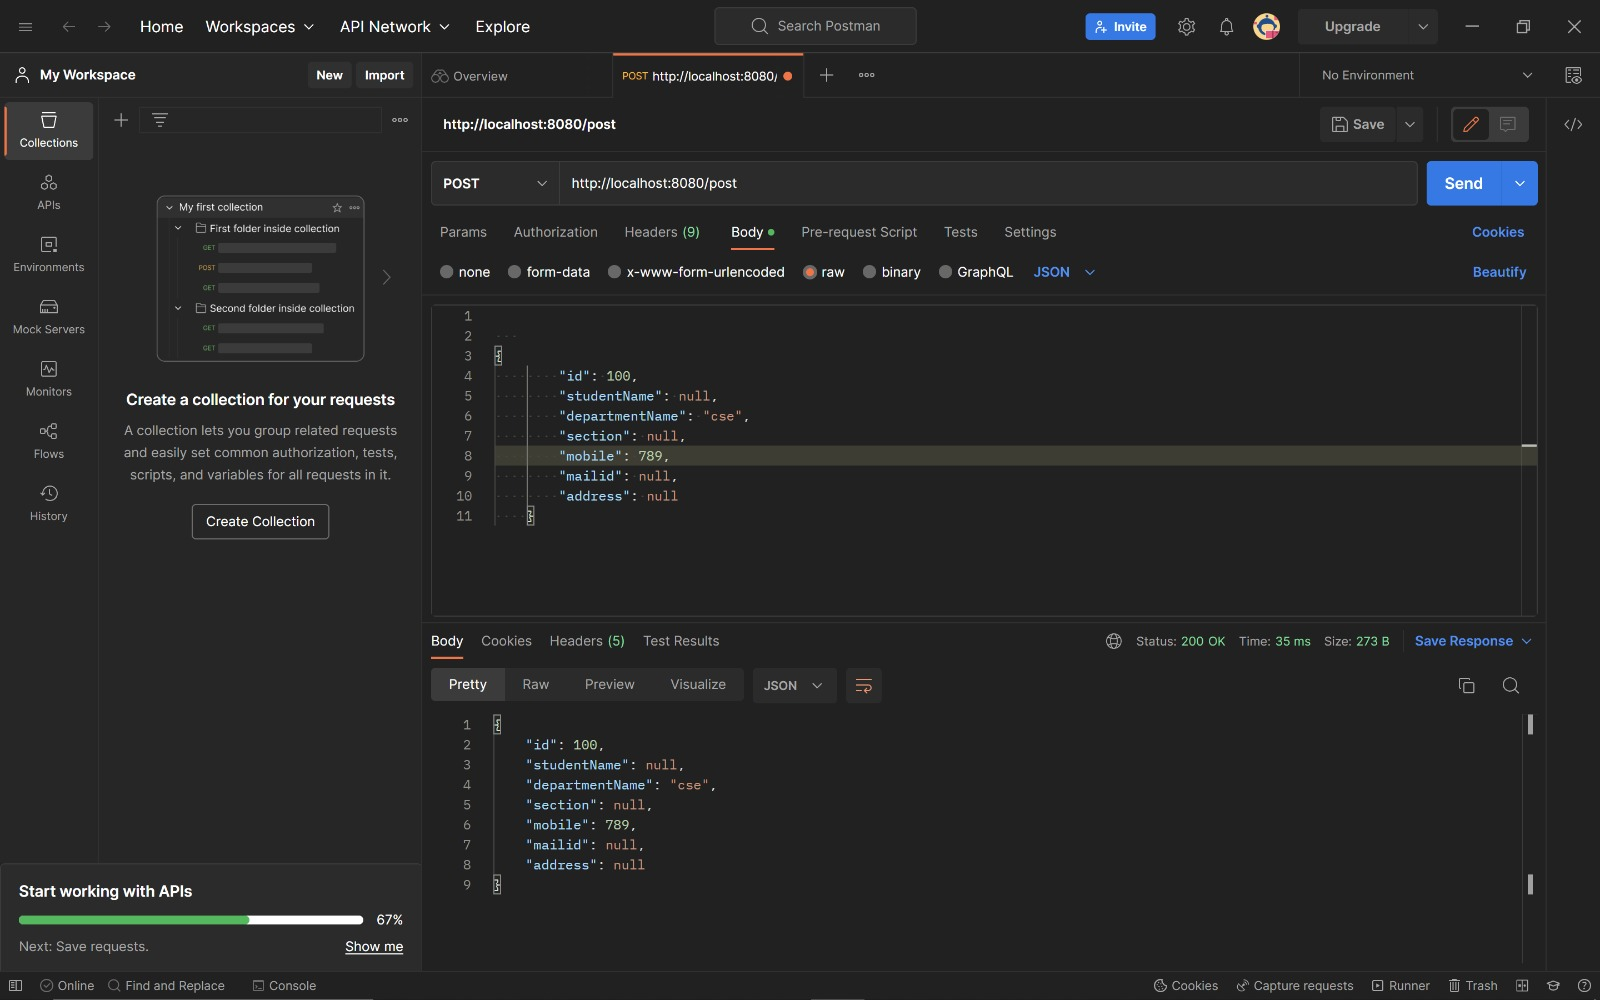 Home Workspaces API Network Explore Search Postman Invite Upgrade
My Workspace New Import Overview POST http://localhost:8080/ No Environment
Collections
APIs
Environments
Mock Servers
Monitors
Flows
History
My first collection
First folder inside collection
GET
POST
GET
Second folder inside collection
GET
GET
Create a collection for your requests
A collection lets you group related requests
and easily set common authorization, tests,
scripts, and variables for all requests in it.
Create Collection
Start working with APIs
67%
Next: Save requests. Show me
http://localhost:8080/post Save </>
POST http://localhost:8080/post Send
Params Authorization Headers (9) Body Pre-request Script Tests Settings Cookies
none form-data x-www-form-urlencoded raw binary GraphQL JSON Beautify
1
2
3 {
4 "id": 100,
5 "studentName": null,
6 "departmentName": "cse",
7 "section": null,
8 "mobile": 789,
9 "mailid": null,
10 "address": null
11 }
Body Cookies Headers (5) Test Results Status: 200 OK Time: 35 ms Size: 273 B Save Response
Pretty Raw Preview Visualize JSON
1 {
2 "id": 100,
3 "studentName": null,
4 "departmentName": "cse",
5 "section": null,
6 "mobile": 789,
7 "mailid": null,
8 "address": null
9 }
Online Find and Replace Console Cookies Capture requests Runner Trash